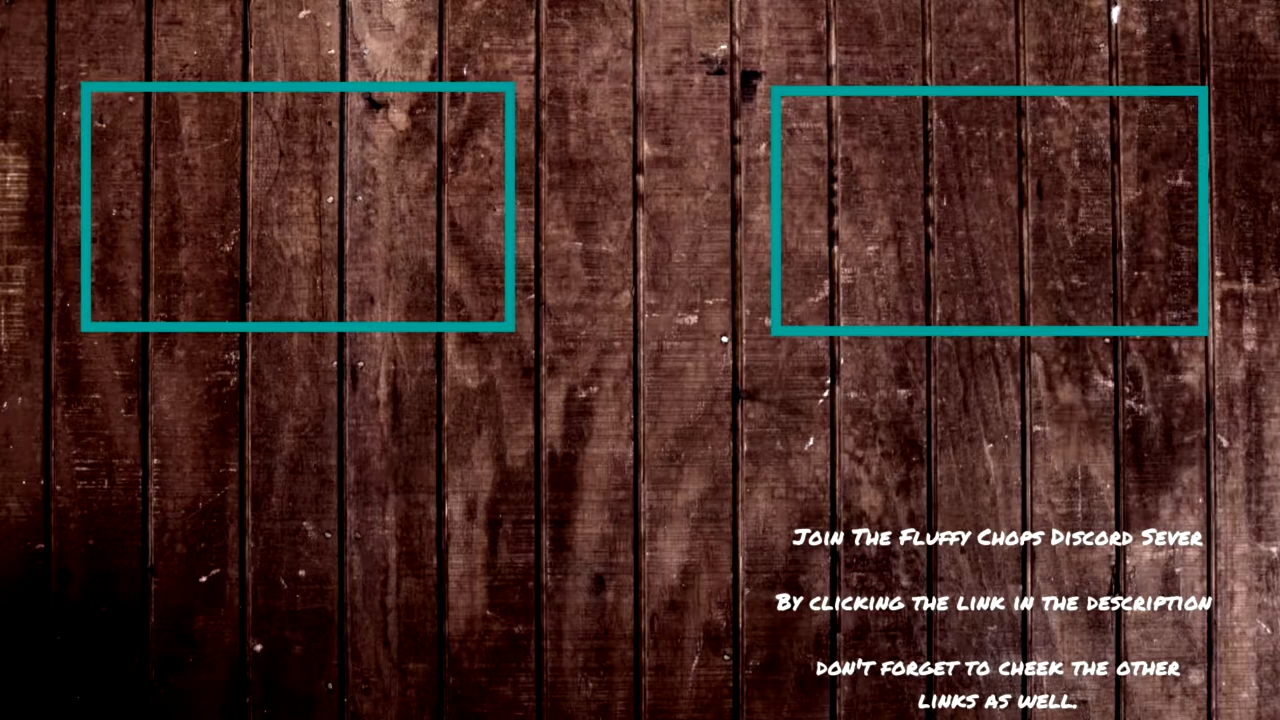 Join The Fluffy Chops Discord Sever
By clicking the link in the description
don't forget to cheek the other
links as well.